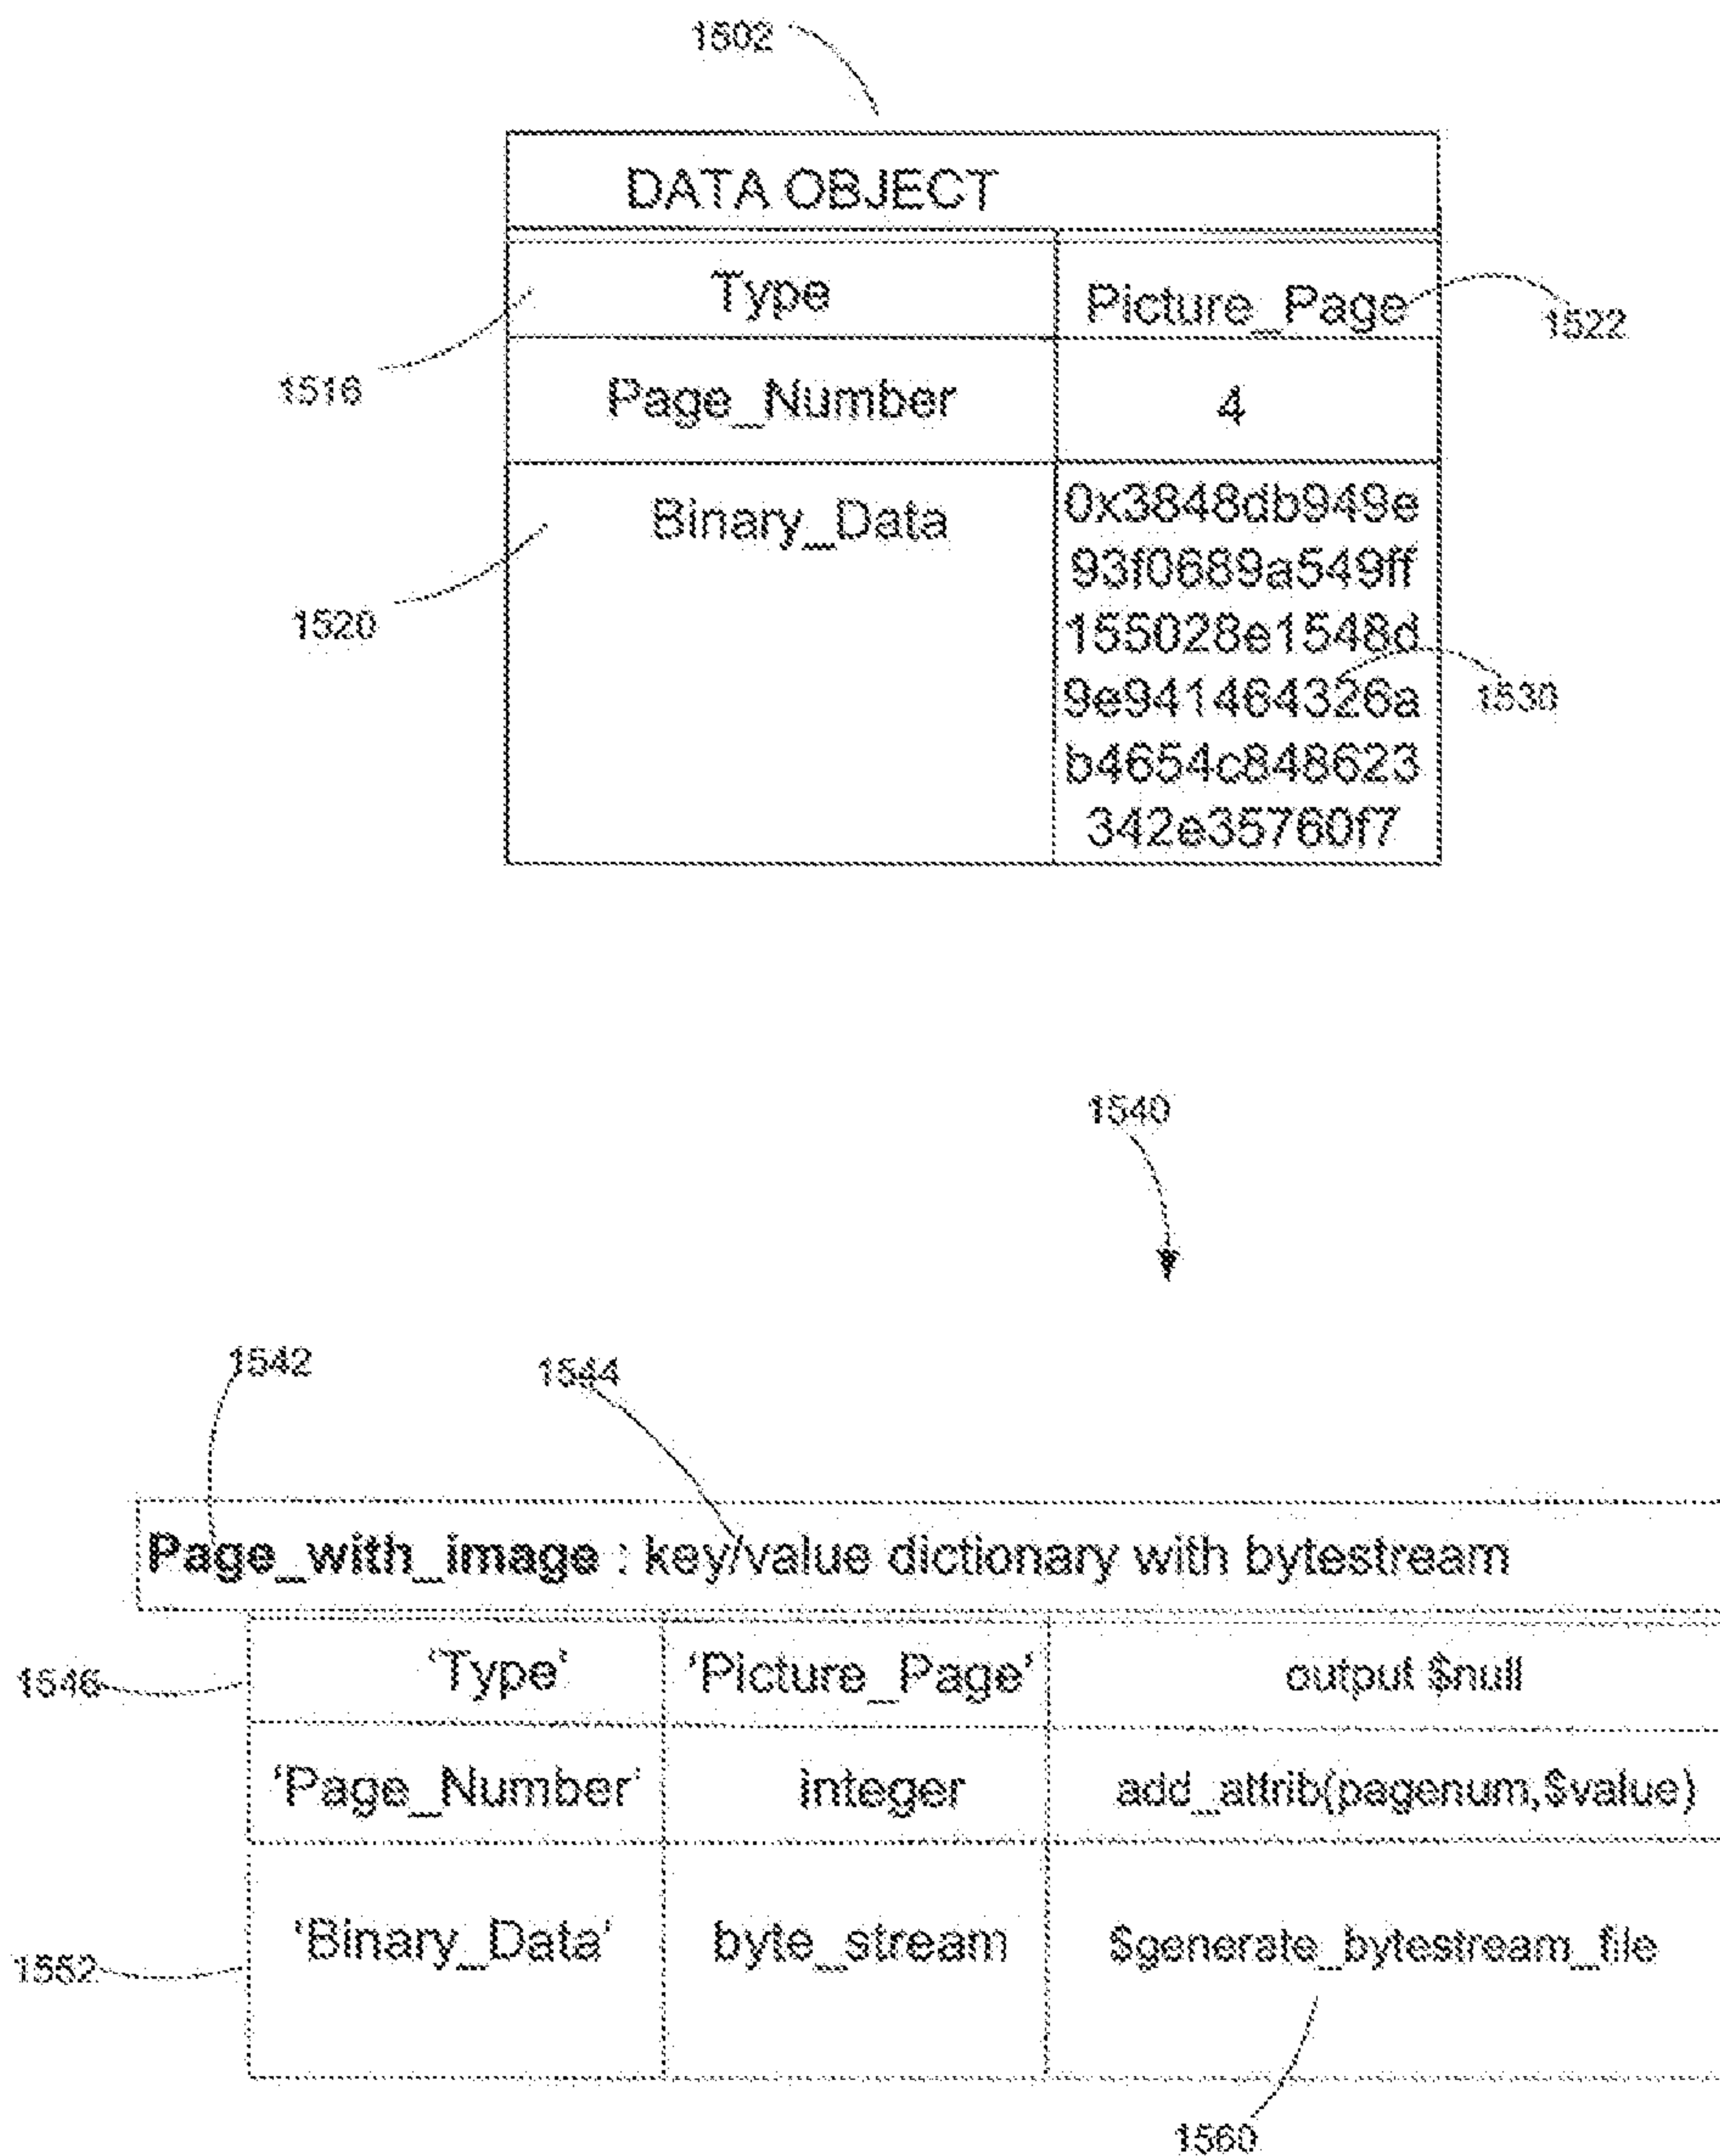 1502
DATA OBJECT
Type Picture_Page
1522
1516
Page_Number 4
Binary_Data 0x3848db949e
93f0689a549ff
1520
155028e1548d
9e941464326a
1530
b4654c848623
342e35760f7
1540
1542
1544
Page_with_image : key/value dictionary with bytestream
1546
'Type' 'Picture_Page' output $null
'Page_Number' integer add_attrib(pagenum,$value)
'Binary_Data' byte_stream $generate_bytestream_file
1552
1560